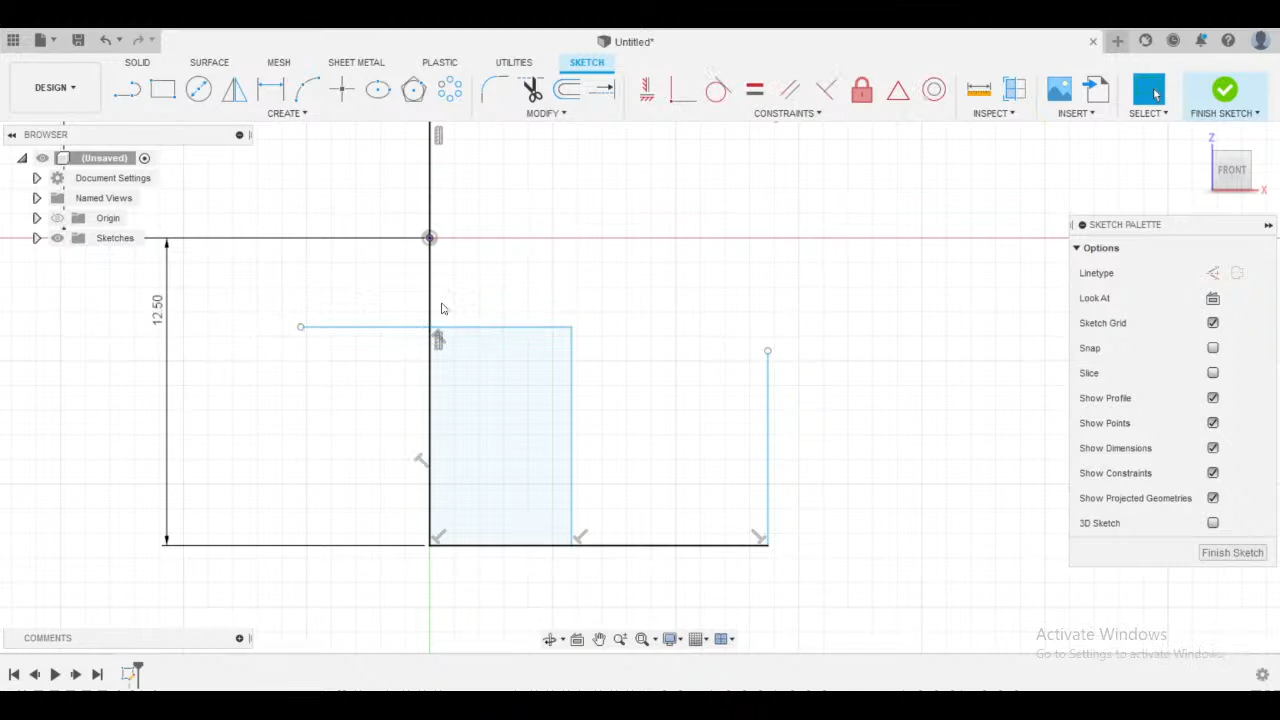 Untitled*
SOLID SURFACE MESH SHEET METAL PLASTIC UTILITIES SKETCH
DESIGN
CREATE MODIFY CONSTRAINTS INSPECT INSERT SELECT FINISH SKETCH
BROWSER
(Unsaved)
Document Settings
Named Views
Origin
Sketches
12.50
Z
FRONT
X
SKETCH PALETTE
Options
Linetype
Look At
Sketch Grid
Snap
Slice
Show Profile
Show Points
Show Dimensions
Show Constraints
Show Projected Geometries
3D Sketch
Finish Sketch
COMMENTS
Activate Windows
Go to Settings to activate Windows.